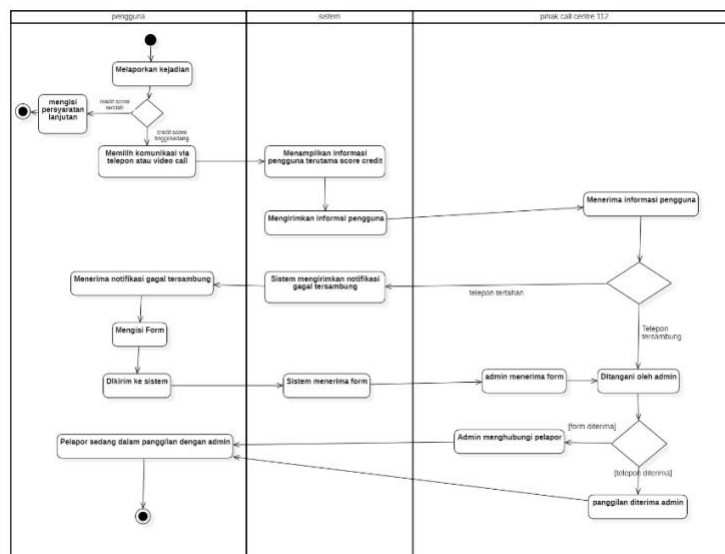 pengguna
sistem
pihak call centre 112
Melaporkan kejadian
mengisi
persyaratan
lanjutan
credit score
rendah
credit score
tinggi/sedang
Memlih komunikasi via
telepon atau video call
Menampilkan informasi
pengguna terutama score credit
Mengirimkan informsi pengguna
Menerima informasi pengguna
Menerima notifikasi gagal tersambung
Sistem mengirimkan notifikasi
gagal tersambung
telepon tertahan
Telepon
tersambung
Mengisi Form
Dikirim ke sistem
Sistem menerima form
admin menerima form
Ditangani oleh admin
[form diterima]
Pelapor sedang dalam panggilan dengan admin
Admin menghubungi pelapor
[telepon diterima]
panggilan diterima admin